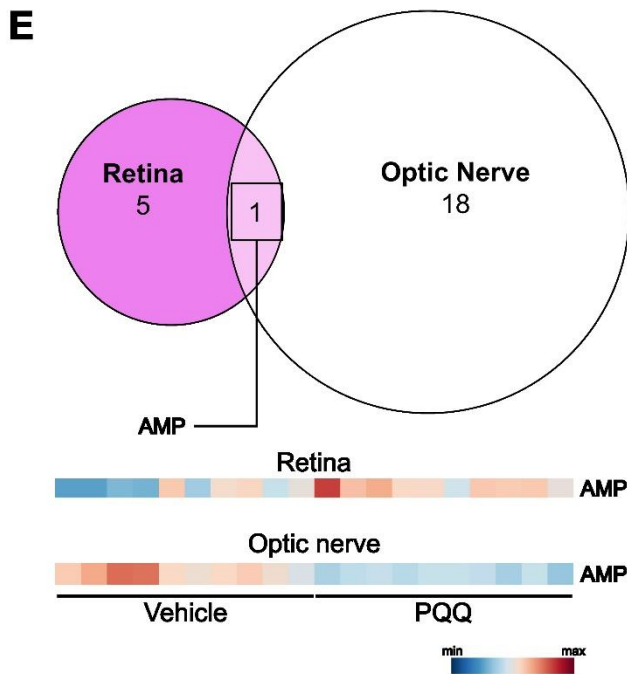 E
Retina
5
1
Optic Nerve
18
AMP
Retina
AMP
Optic nerve
AMP
Vehicle PQQ
min max